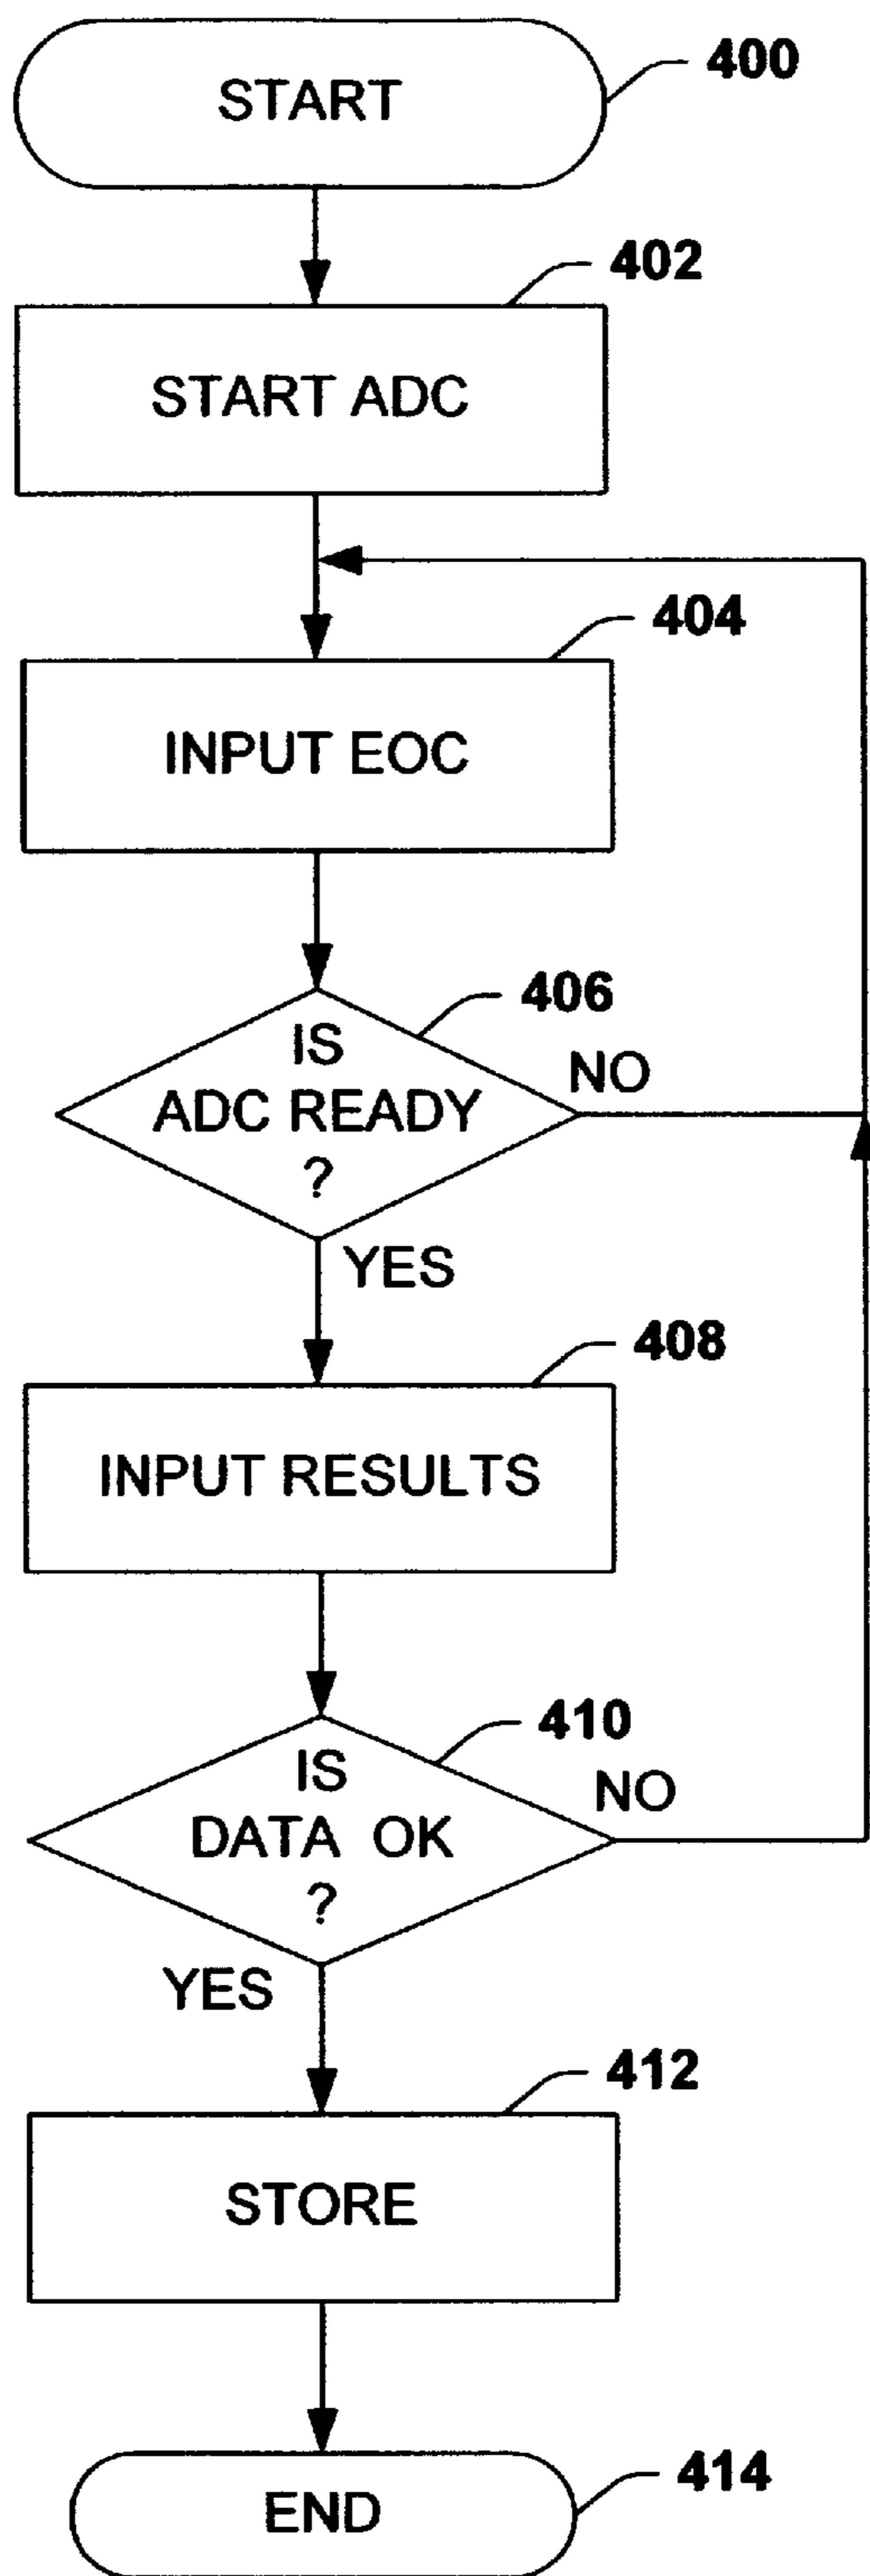 START
400
402
START ADC
404
INPUT EOC
406
IS
ADC READY
?
NO
YES
408
INPUT RESULTS
410
IS
DATA OK
?
NO
YES
412
STORE
414
END